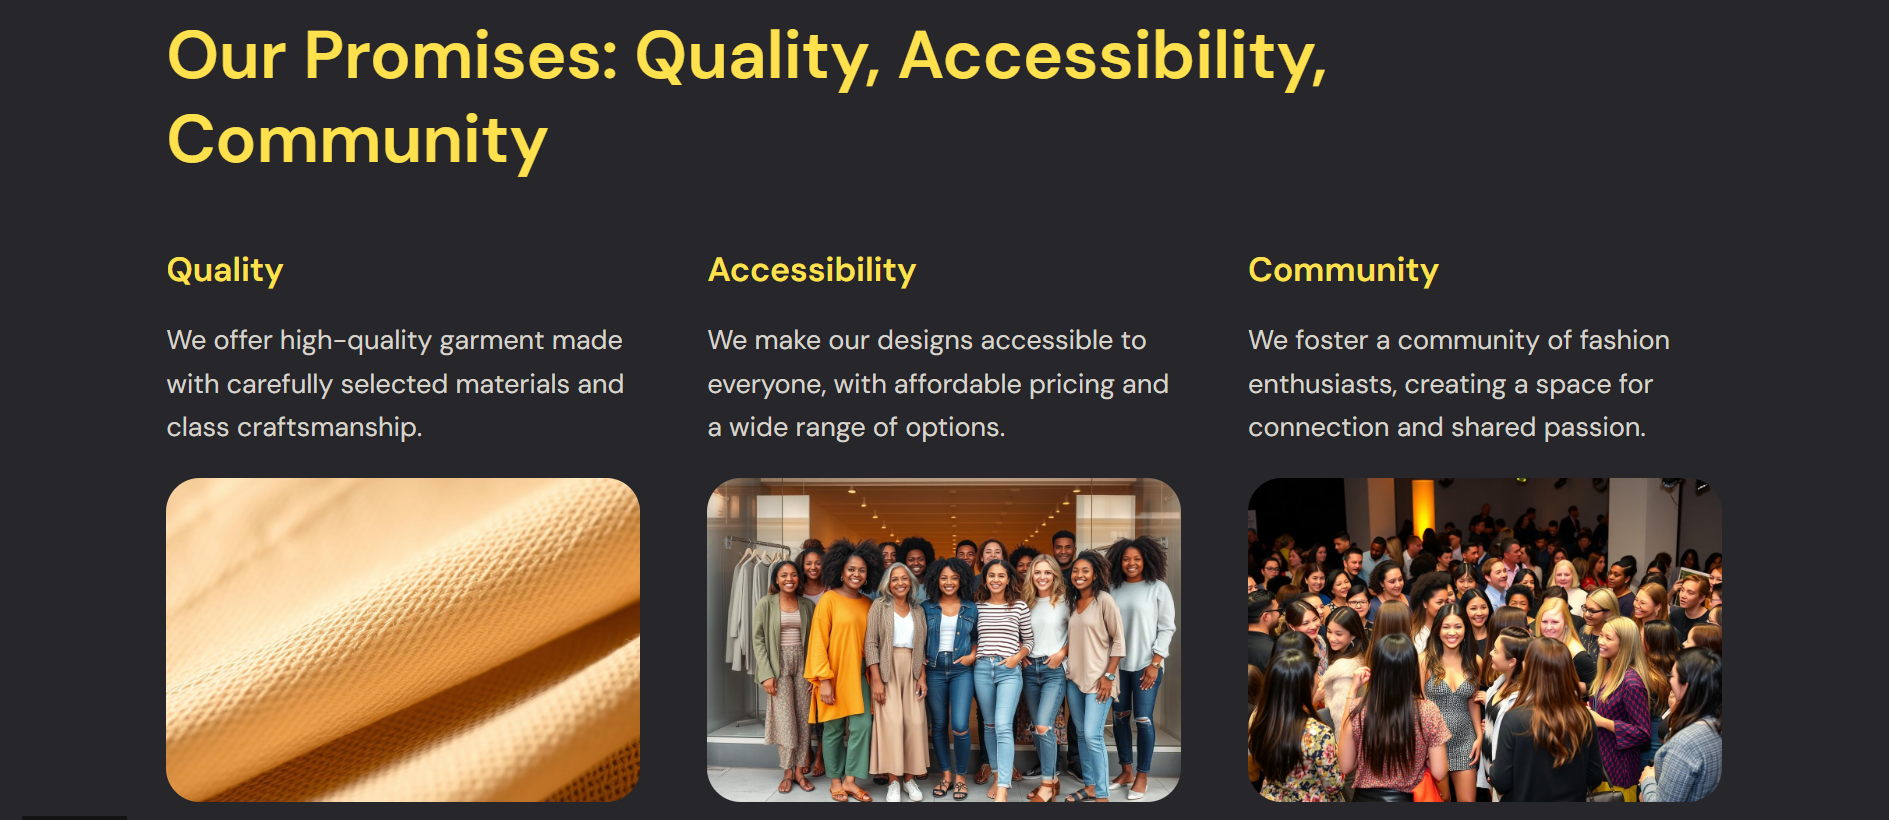 Our Promises: Quality, Accessibility,
Community
Quality
We offer high-quality garment made
with carefully selected materials and
class craftsmanship.
Accessibility
We make our designs accessible to
everyone, with affordable pricing and
a wide range of options.
Community
We foster a community of fashion
enthusiasts, creating a space for
connection and shared passion.